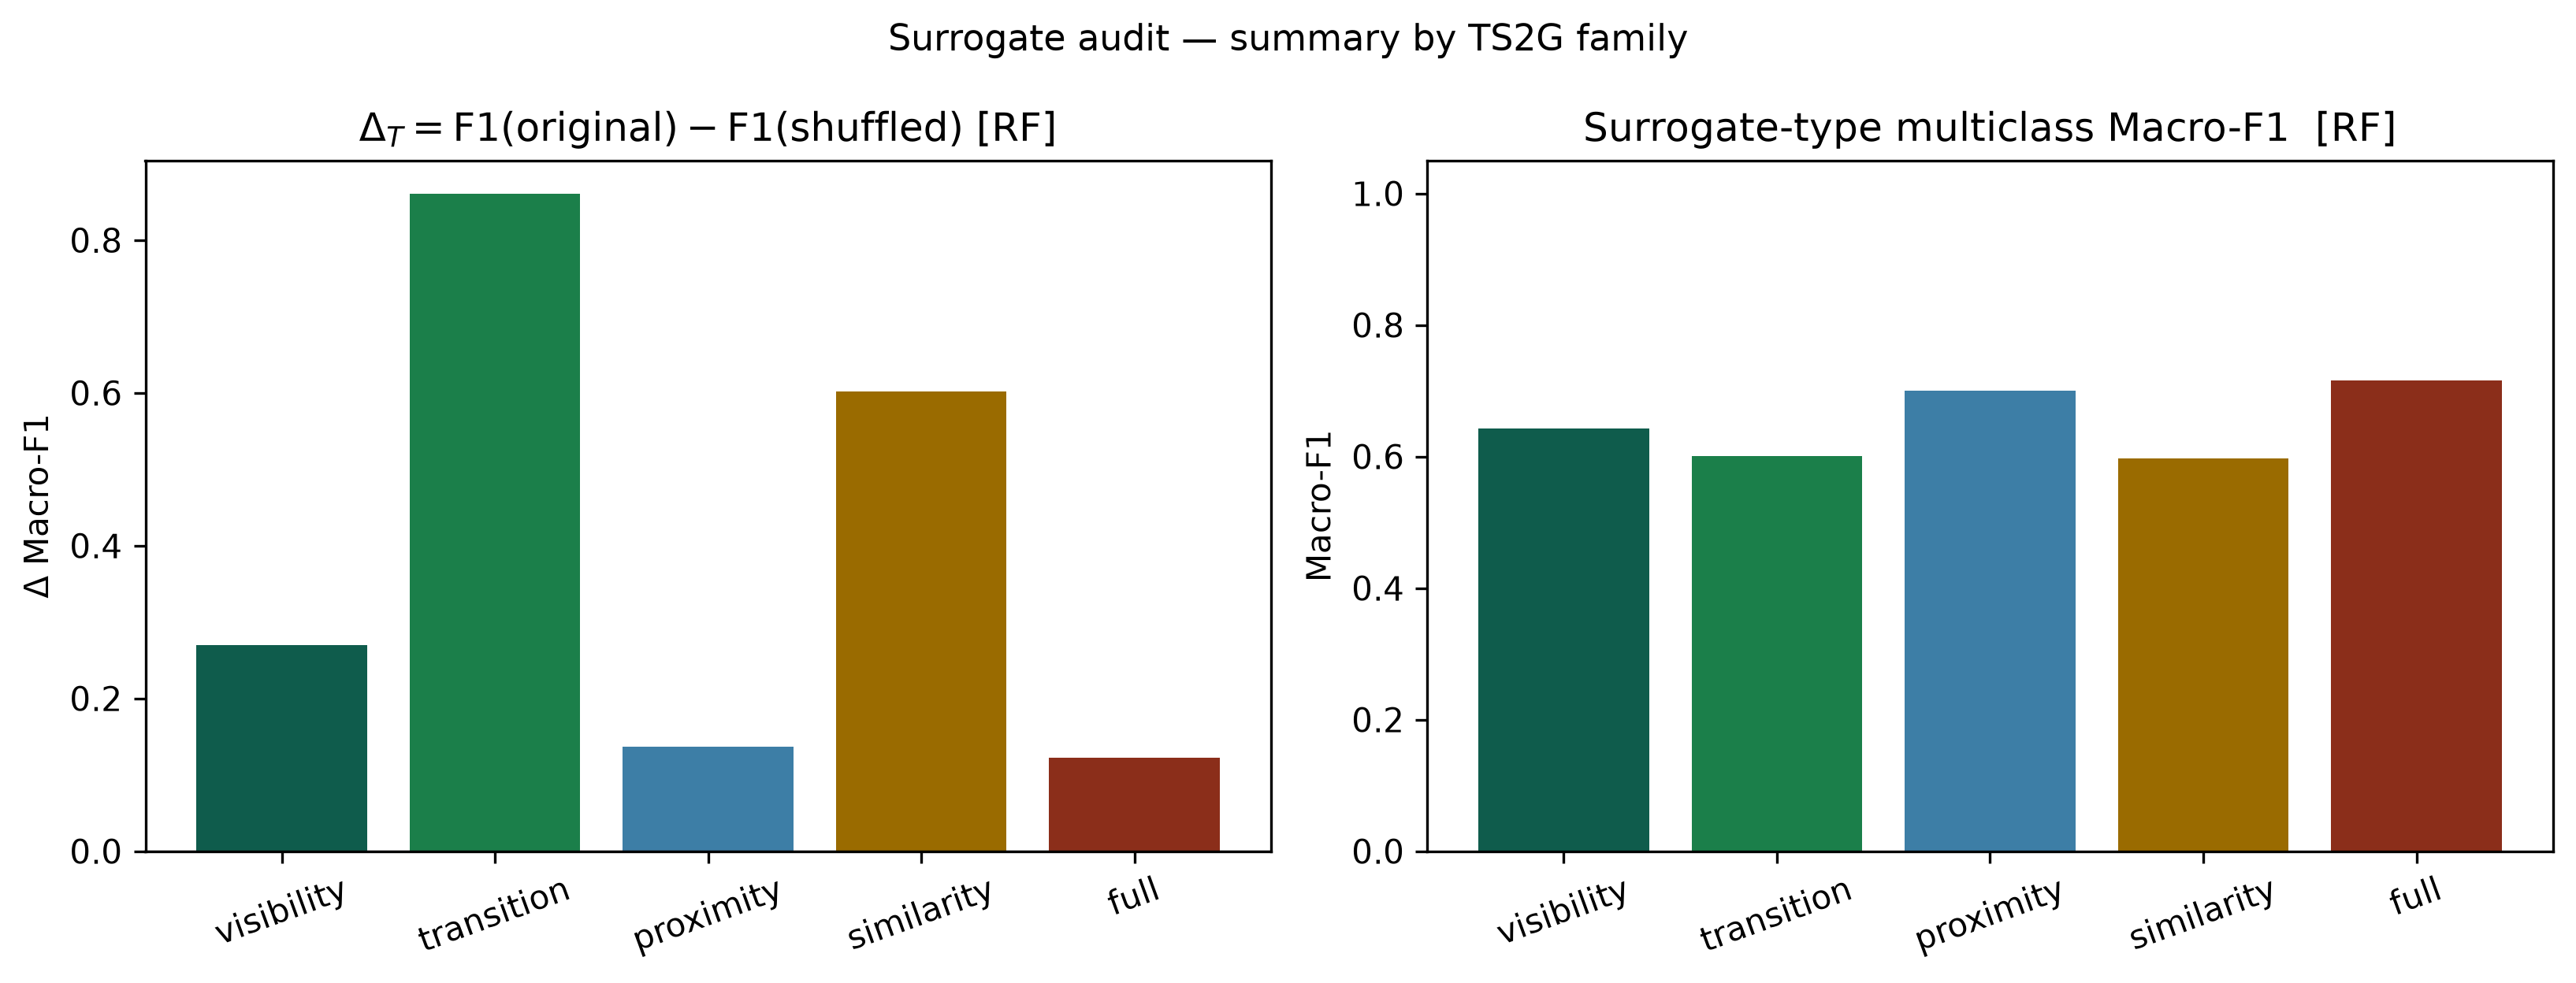 Surrogate audit — summary by TS2G family
Δ_T = F1(original) − F1(shuffled) [RF]
Δ Macro-F1
0.8
0.6
0.4
0.2
0.0
visibility
transition
proximity
similarity
full
Surrogate-type multiclass Macro-F1 [RF]
Macro-F1
1.0
0.8
0.6
0.4
0.2
0.0
visibility
transition
proximity
similarity
full